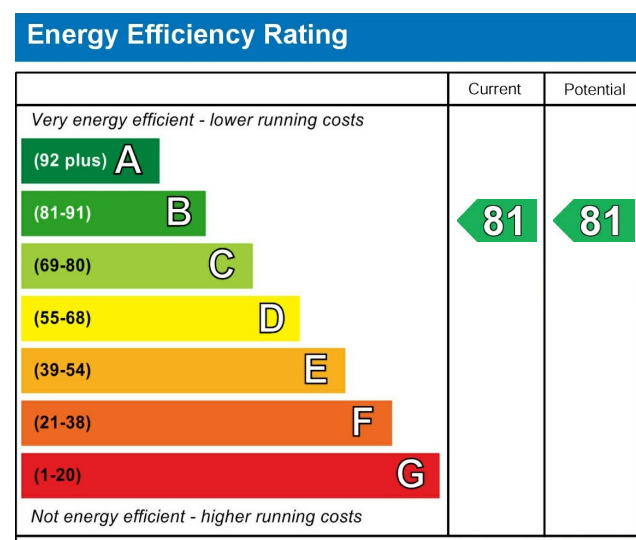 Energy Efficiency Rating
Current Potential
Very energy efficient - lower running costs
(92 plus) A
(81-91) B 81 81
(69-80) C
(55-68) D
(39-54) E
(21-38) F
(1-20) G
Not energy efficient - higher running costs